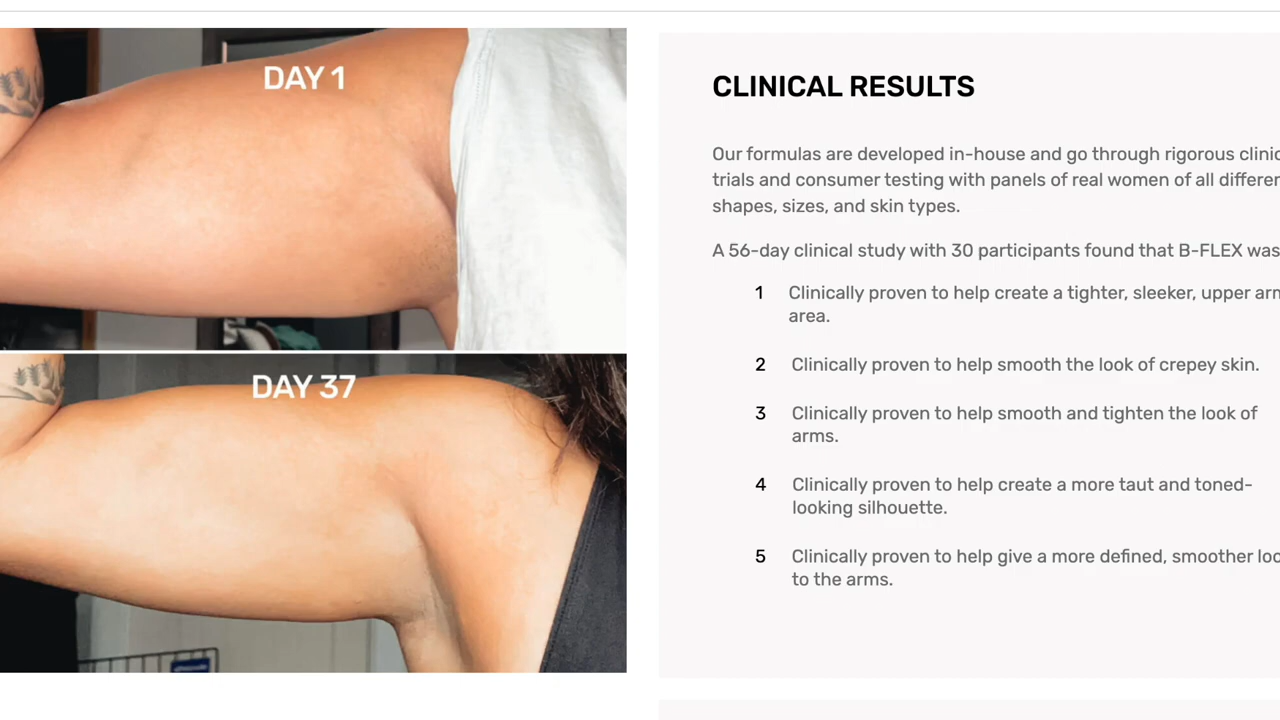 DAY 1
DAY 37
CLINICAL RESULTS
Our formulas are developed in-house and go through rigorous clinic
trials and consumer testing with panels of real women of all differen
shapes, sizes, and skin types.
A 56-day clinical study with 30 participants found that B-FLEX was
1 Clinically proven to help create a tighter, sleeker, upper arm
area.
2 Clinically proven to help smooth the look of crepey skin.
3 Clinically proven to help smooth and tighten the look of
arms.
4 Clinically proven to help create a more taut and toned-
looking silhouette.
5 Clinically proven to help give a more defined, smoother loo
to the arms.